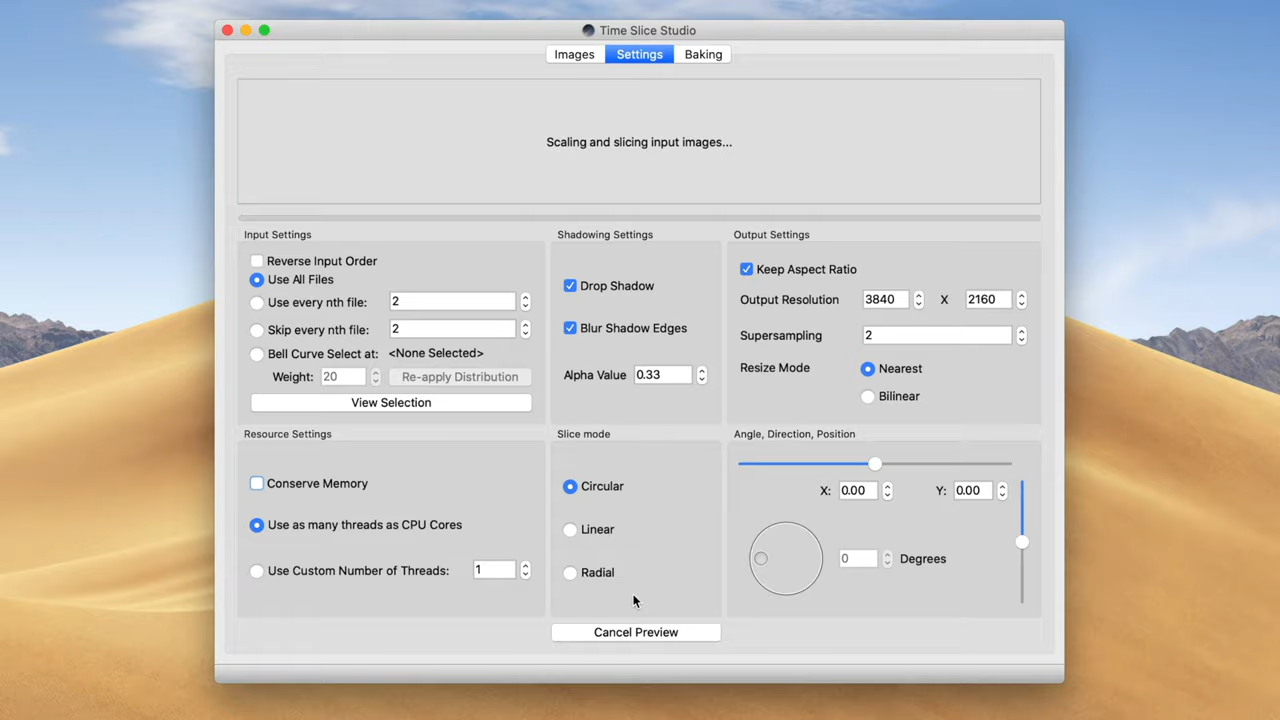 Time Slice Studio
Images Settings Baking
Scaling and slicing input images...
Input Settings
Reverse Input Order
Use All Files
Use every nth file: 2
Skip every nth file: 2
Bell Curve Select at: <None Selected>
Weight: 20 Re-apply Distribution
View Selection
Shadowing Settings
Drop Shadow
Blur Shadow Edges
Alpha Value 0.33
Output Settings
Keep Aspect Ratio
Output Resolution 3840 X 2160
Supersampling 2
Resize Mode Nearest
Bilinear
Resource Settings
Conserve Memory
Use as many threads as CPU Cores
Use Custom Number of Threads: 1
Slice mode
Circular
Linear
Radial
Angle, Direction, Position
X: 0.00 Y: 0.00
0 Degrees
Cancel Preview